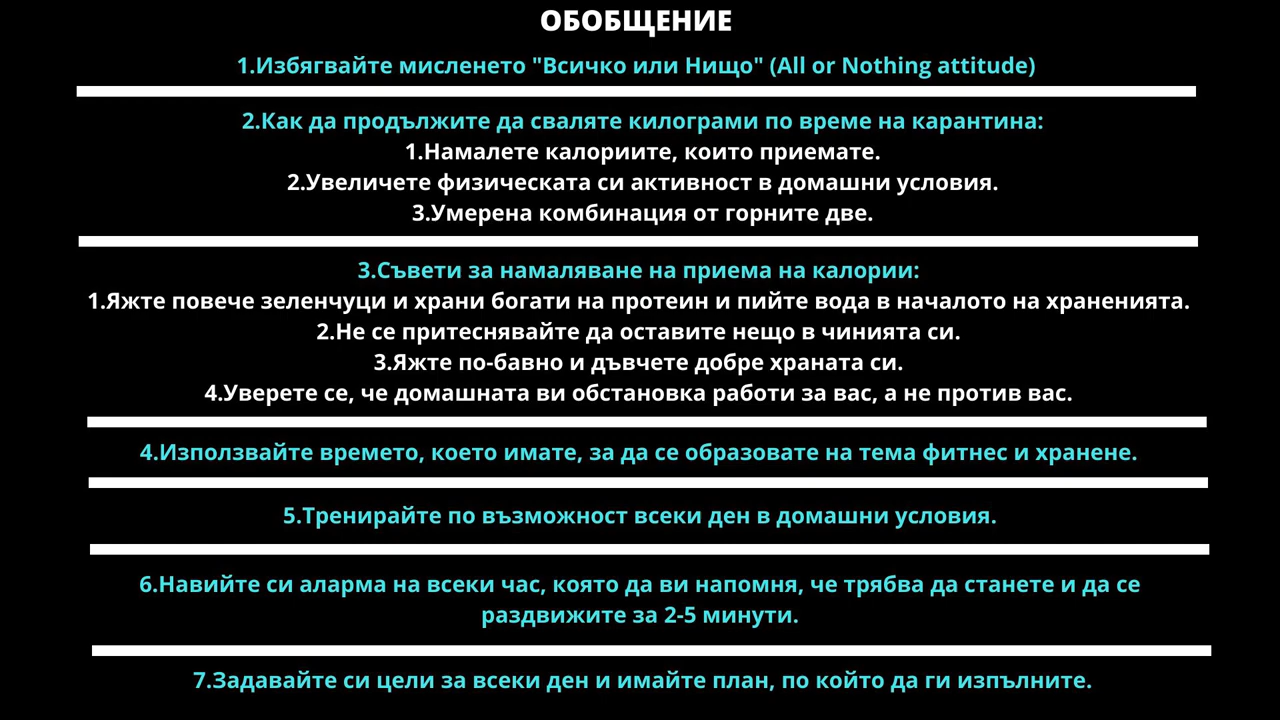 ОБОБЩЕНИЕ
1.Избягвайте мисленето "Всичко или Нищо" (All or Nothing attitude)
2.Как да продължите да сваляте килограми по време на карантина:
1.Намалете калориите, които приемате.
2.Увеличете физическата си активност в домашни условия.
3.Умерена комбинация от горните две.
3.Съвети за намаляване на приема на калории:
1.Яжте повече зеленчуци и храни богати на протеин и пийте вода в началото на храненията.
2.Не се притеснявайте да оставите нещо в чинията си.
3.Яжте по-бавно и дъвчете добре храната си.
4.Уверете се, че домашната ви обстановка работи за вас, а не против вас.
4.Използвайте времето, което имате, за да се образовате на тема фитнес и хранене.
5.Тренирайте по възможност всеки ден в домашни условия.
6.Навийте си аларма на всеки час, която да ви напомня, че трябва да станете и да се
раздвижите за 2-5 минути.
7.Задавайте си цели за всеки ден и имайте план, по който да ги изпълните.